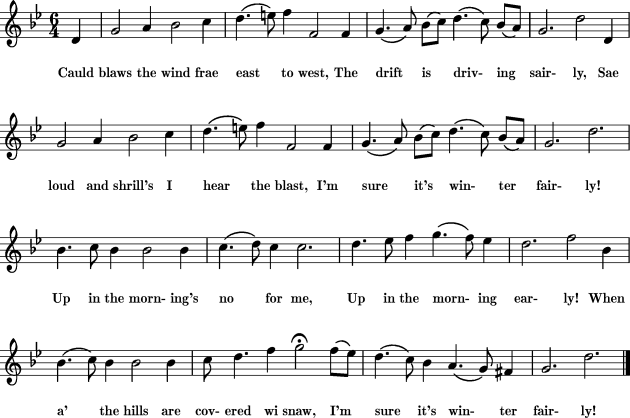 Cauld blaws the wind frae east to west, The drift is driv- ing sair- ly, Sae
loud and shrill's I hear the blast, I'm sure it's win- ter fair- ly!
Up in the morn- ing's no for me, Up in the morn- ing ear- ly! When
a' the hills are cov- ered wi snaw, I'm sure it's win- ter fair- ly!